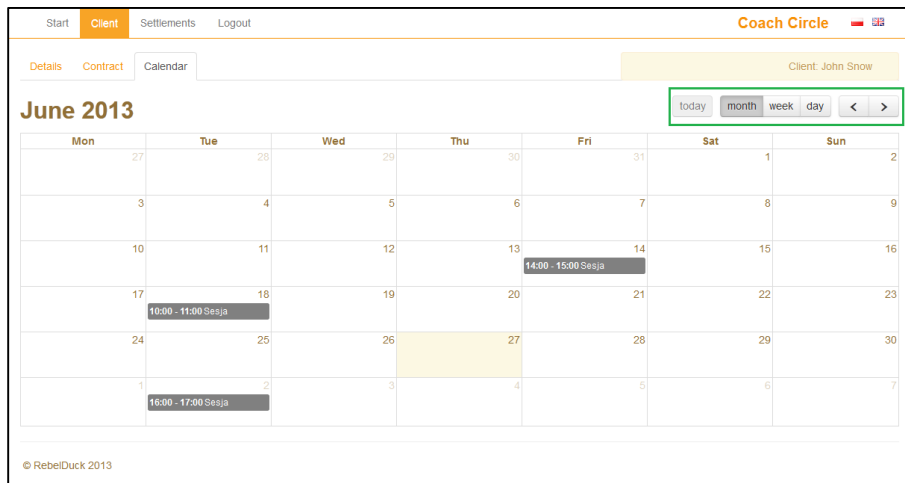 Start Client Settlements Logout Coach Circle
Details Contract Calendar Client: John Snow
June 2013 today month week day < >
Mon Tue Wed Thu Fri Sat Sun
27 28 29 30 31 1 2
3 4 5 6 7 8 9
10 11 12 13 14 15 16
14:00 - 15:00 Sesja
17 18 19 20 21 22 23
10:00 - 11:00 Sesja
24 25 26 27 28 29 30
1 2 3 4 5 6 7
16:00 - 17:00 Sesja
© RebelDuck 2013